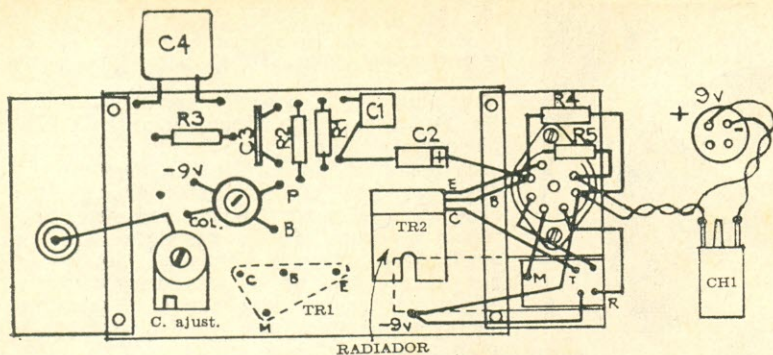 C4
R3
C3
R2
R1
C1
C2
R4
R5
+ 9v -
-9v
P
COL.
B
E
B
C
TR2
C. ajust.
C
B
E
M
TR1
M
T
R
CH1
-9v
RADIADOR